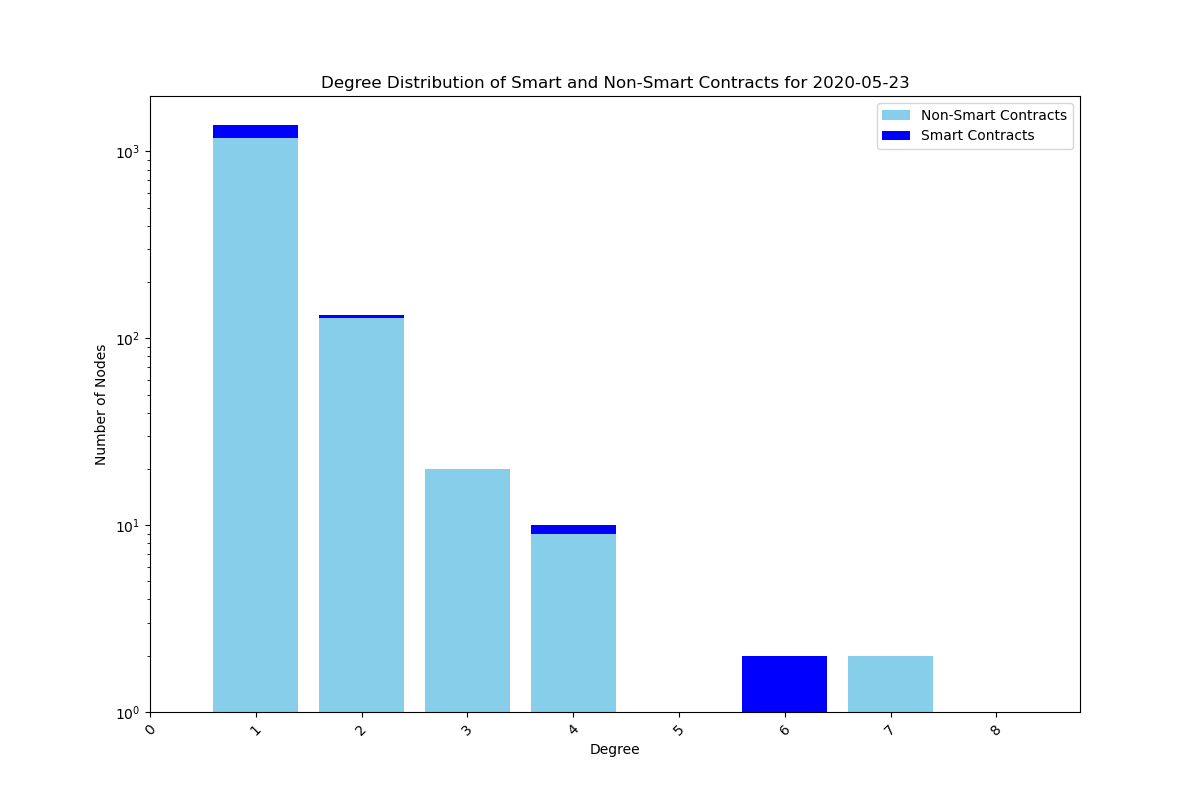 Degree Distribution of Smart and Non-Smart Contracts for 2020-05-23
Non-Smart Contracts
Smart Contracts
10³
10²
10¹
10⁰
Number of Nodes
0 1 2 3 4 5 6 7 8
Degree